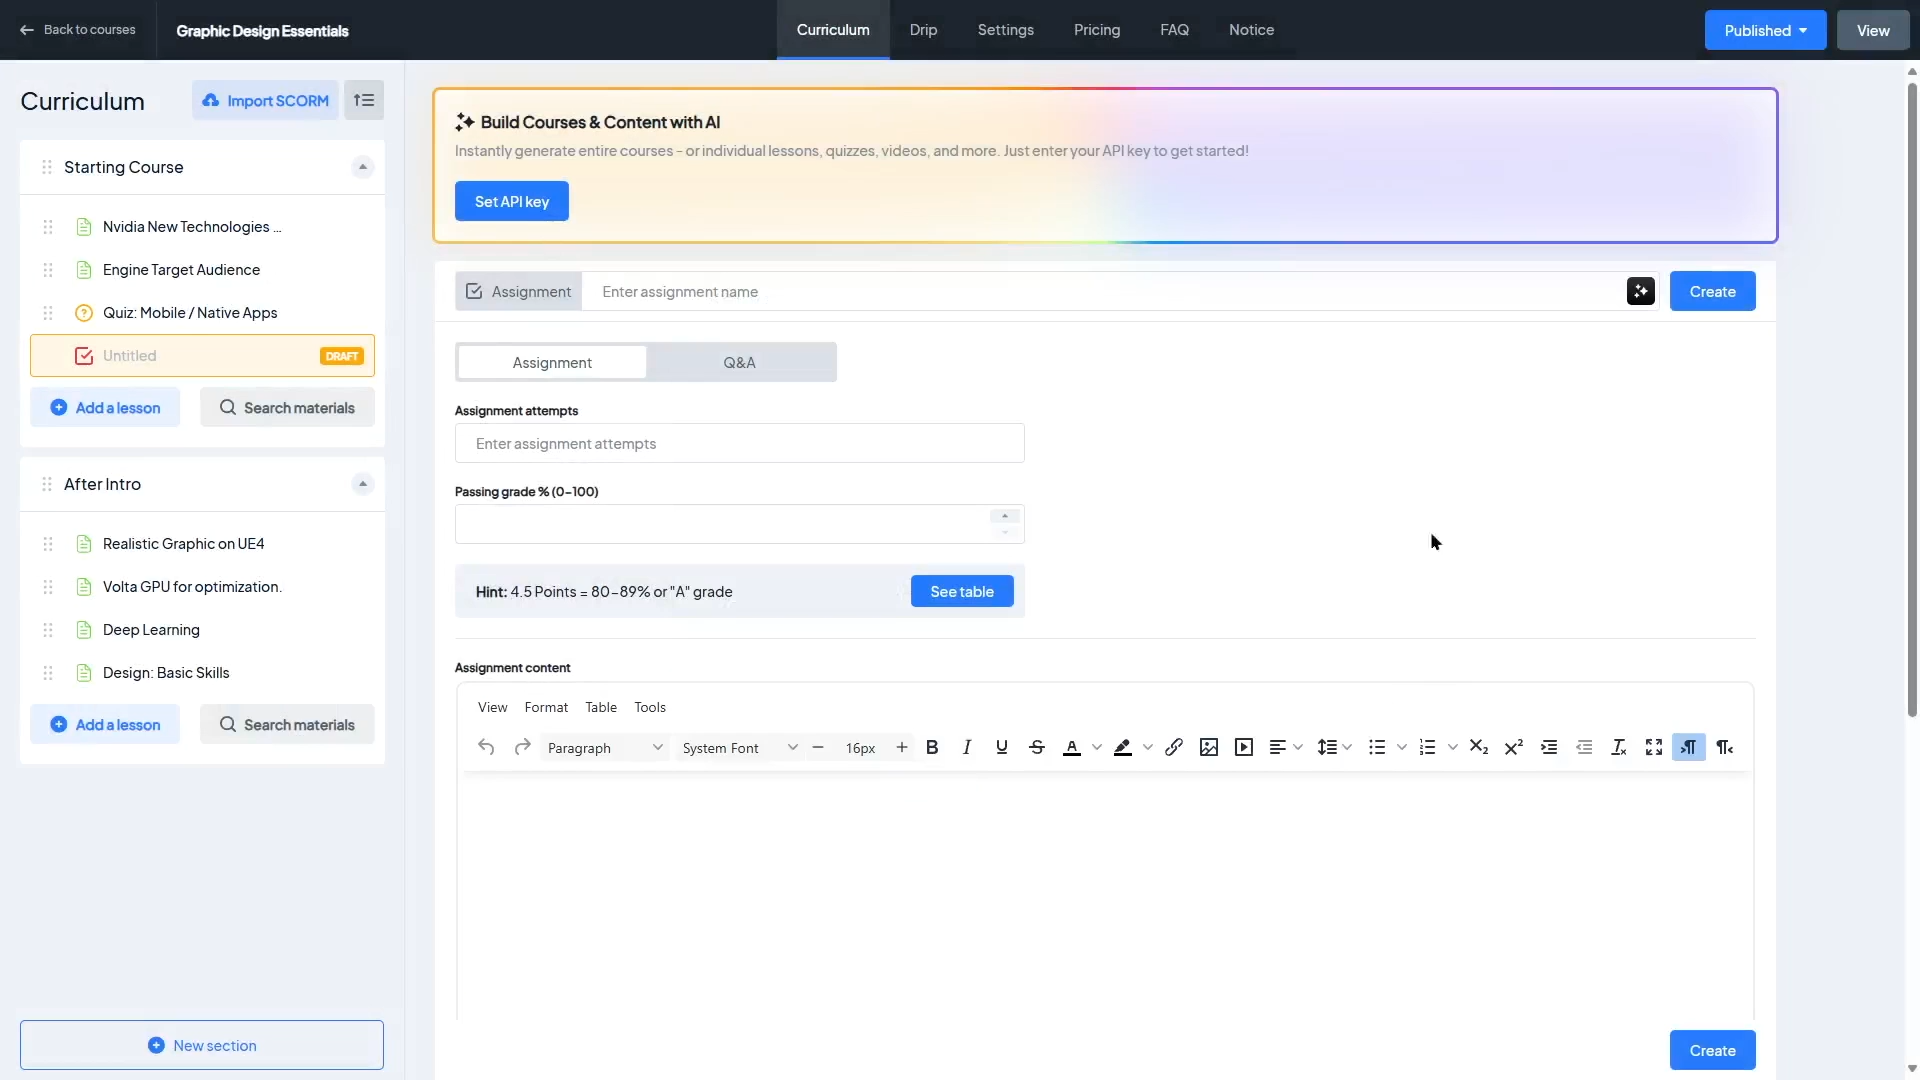 Back to courses
Graphic Design Essentials
Curriculum
Drip
Settings
Pricing
FAQ
Notice
Published
View
Curriculum
Import SCORM
Starting Course
Nvidia New Technologies ...
Engine Target Audience
Quiz: Mobile / Native Apps
Untitled
DRAFT
Add a lesson
Search materials
After Intro
Realistic Graphic on UE4
Volta GPU for optimization.
Deep Learning
Design: Basic Skills
Add a lesson
Search materials
New section
Build Courses & Content with AI
Instantly generate entire courses - or individual lessons, quizzes, videos, and more. Just enter your API key to get started!
Set API key
Assignment
Enter assignment name
Create
Assignment
Q&A
Assignment attempts
Enter assignment attempts
Passing grade % (0-100)
Hint: 4.5 Points = 80-89% or "A" grade
See table
Assignment content
View Format Table Tools
Paragraph
System Font
16px
Create